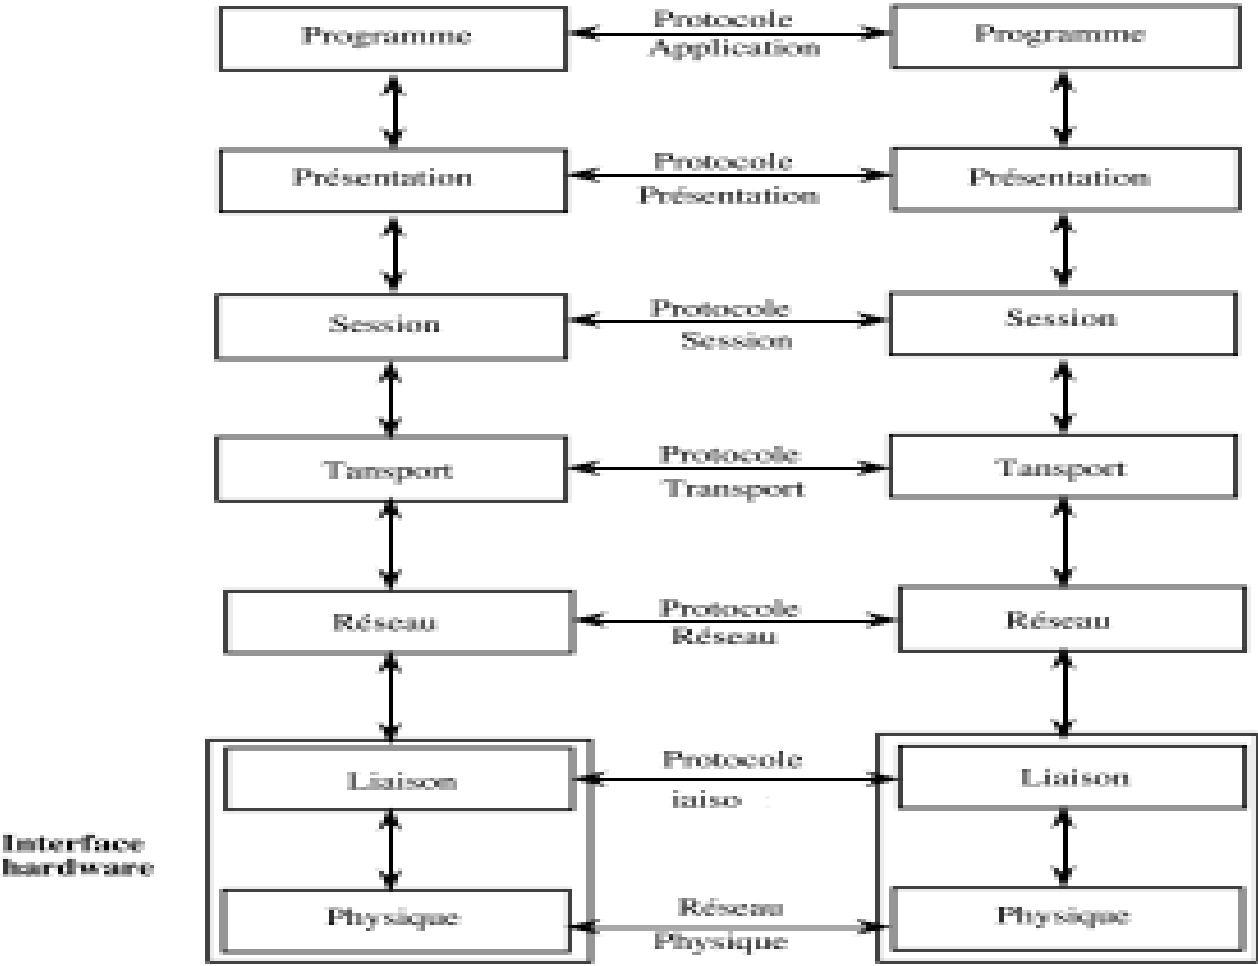 Programme
Protocole
Application
Programme
Présentation
Protocole
Présentation
Présentation
Session
Protocole
Session
Session
Tansport
Protocole
Transport
Tansport
Réseau
Protocole
Réseau
Réseau
Liaison
Protocole
iaiso
Liaison
Interface
hardware
Physique
Réseau
Physique
Physique